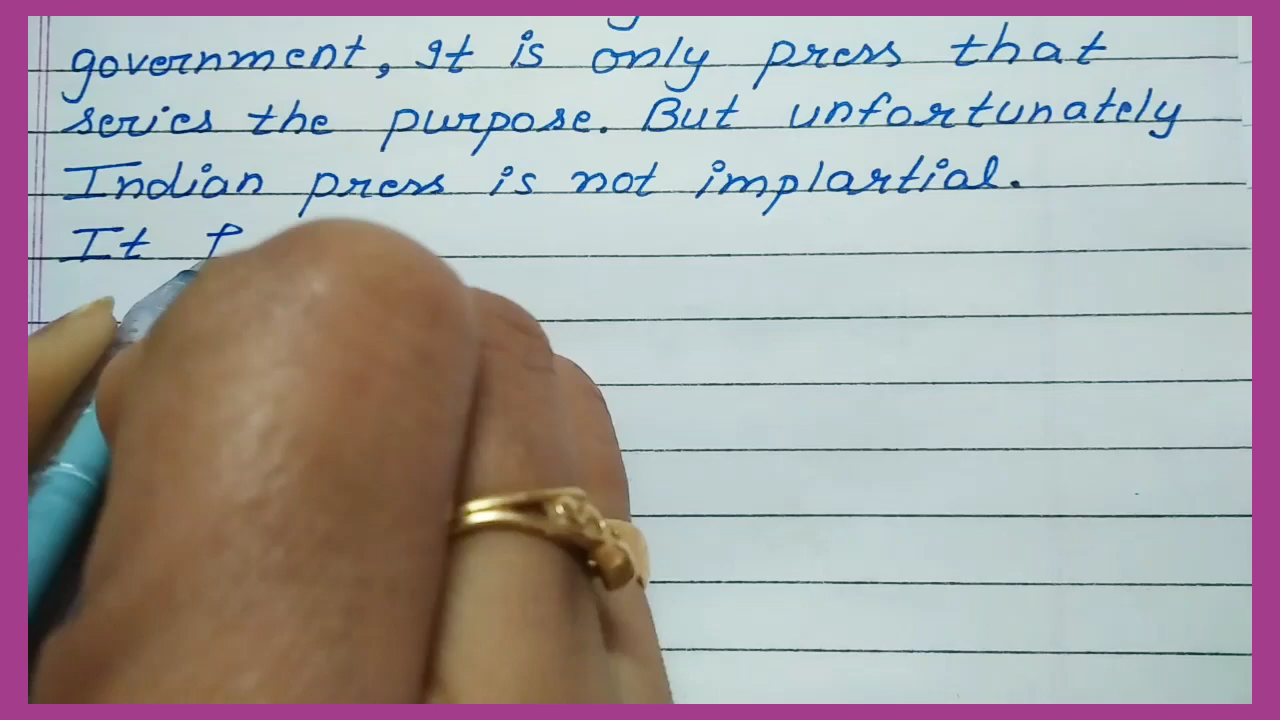 government, It is only press that
series the purpose. But unfortunately
Indian press is not implartial.
It